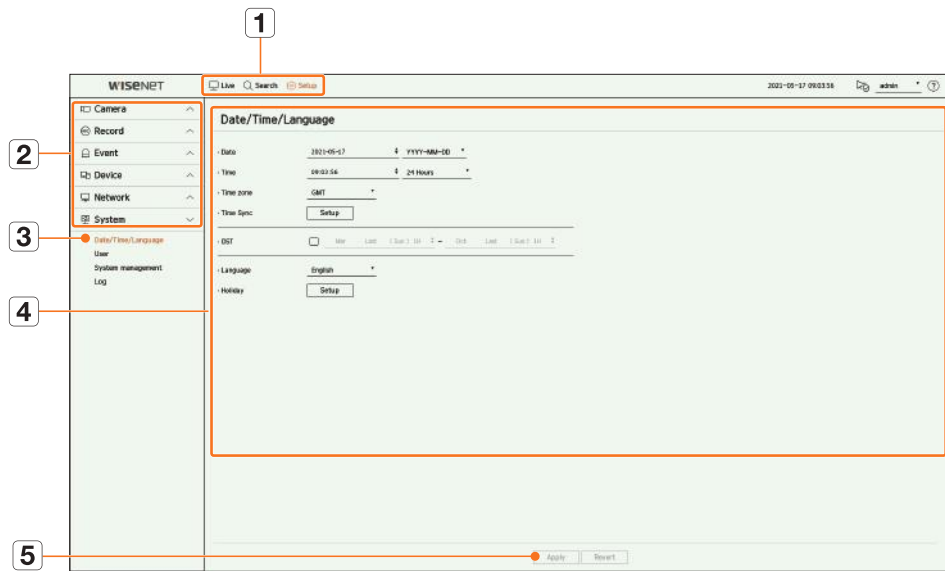 1
WISENET Live Search Setup 2021-05-17 09:03:56 admin ?
2
Camera
Record
Event
Device
Network
System
3
Date/Time/Language
User
System management
Log
4
Date/Time/Language
Date 2021-05-17 YYYY-MM-DD
Time 09:03:56 24 Hours
Time zone GMT
Time Sync Setup
DST Mar Last (Sun) 1H - Oct Last (Sun) 1H
Language English
Holiday Setup
5
Apply Revert